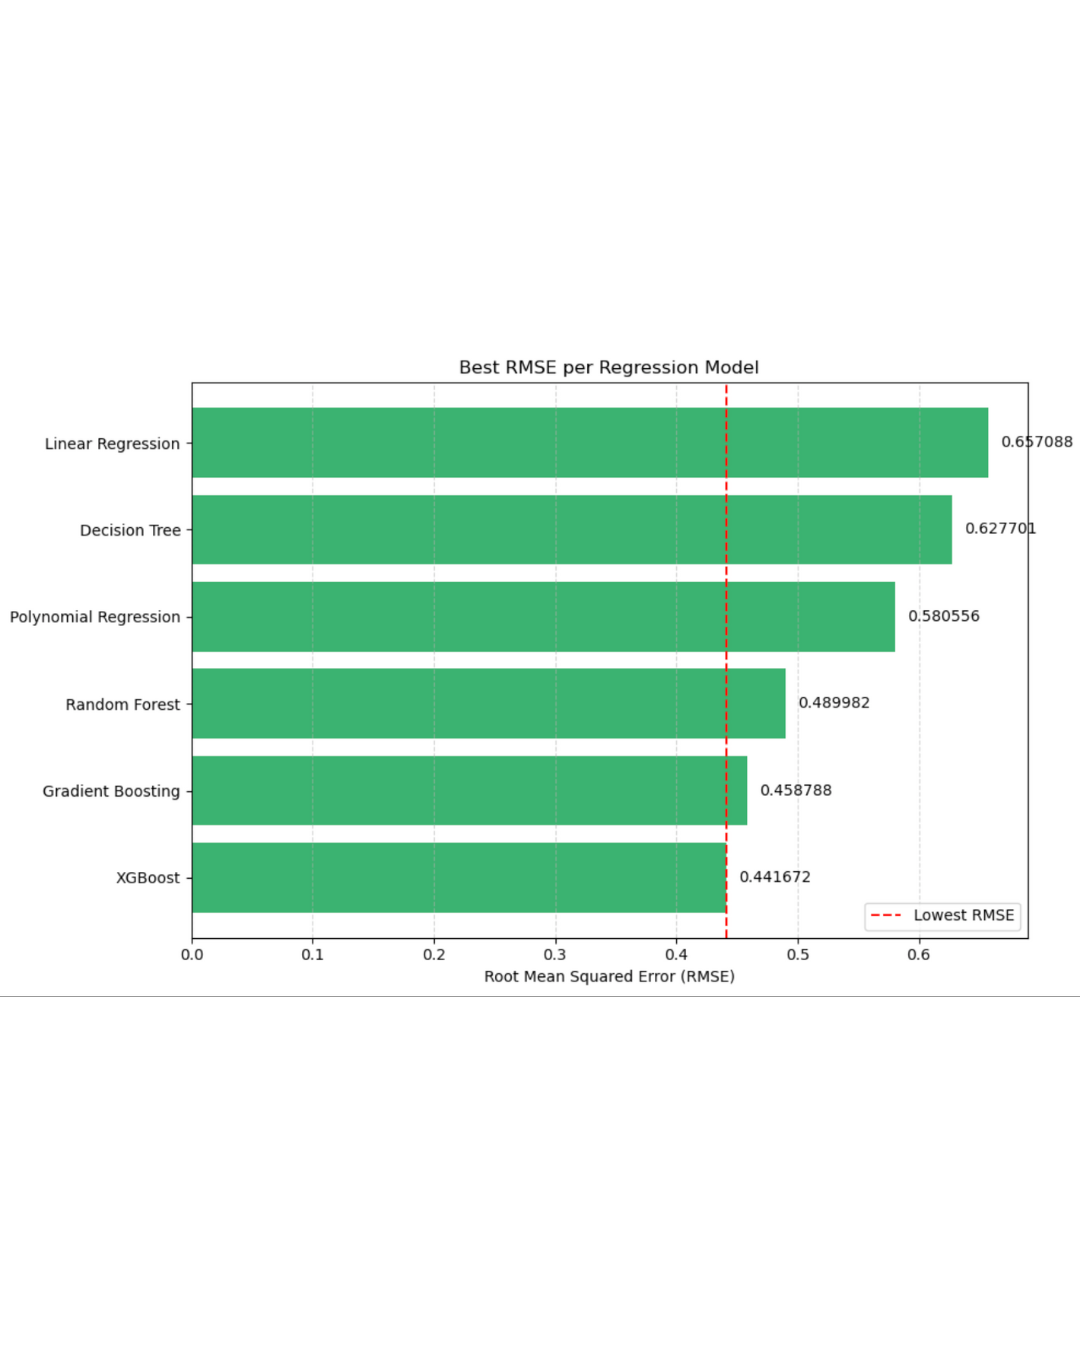 Best RMSE per Regression Model
Linear Regression
0.657088
Decision Tree
0.627701
Polynomial Regression
0.580556
Random Forest
0.489982
Gradient Boosting
0.458788
XGBoost
0.441672
Lowest RMSE
0.0 0.1 0.2 0.3 0.4 0.5 0.6
Root Mean Squared Error (RMSE)